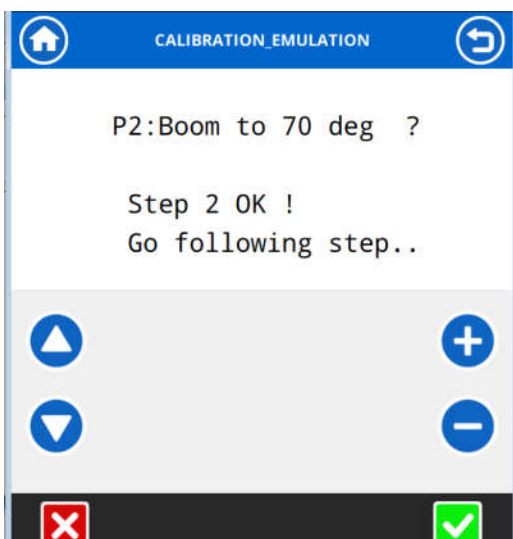 CALIBRATION_EMULATION
P2:Boom to 70 deg ?
Step 2 OK !
Go following step..